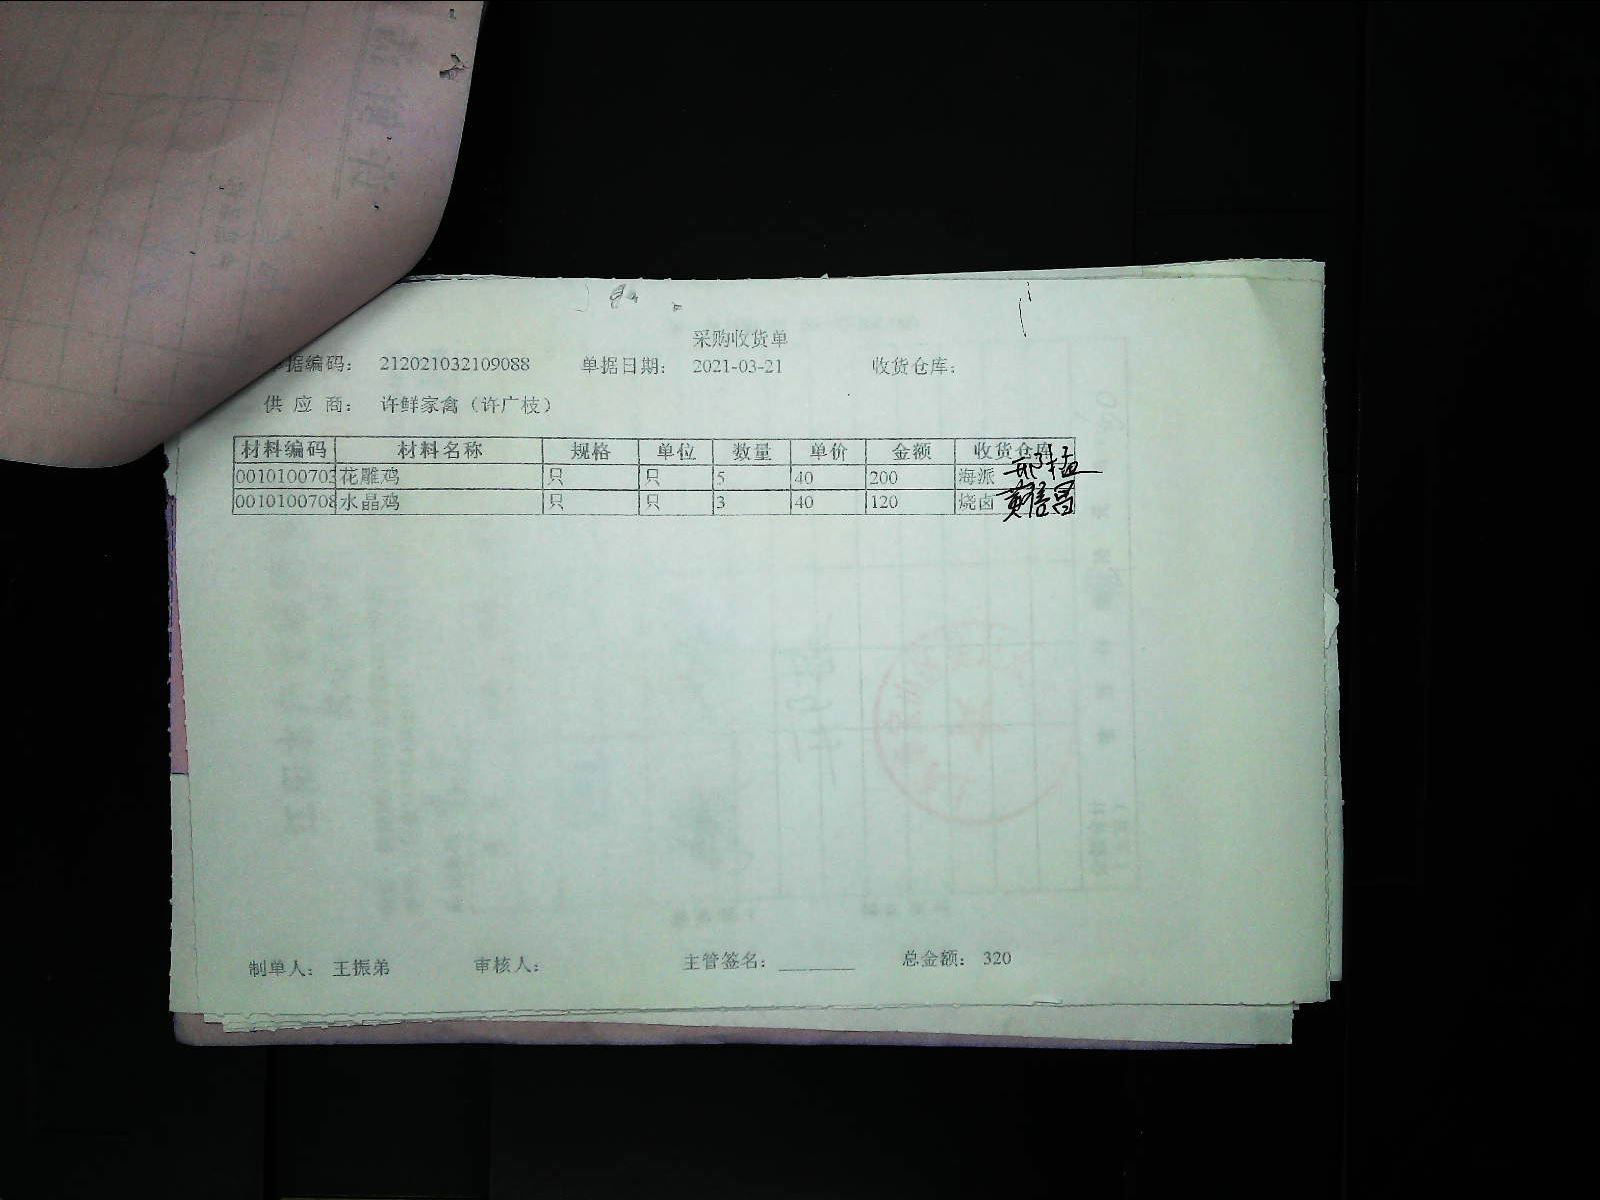 采购收货单
据编码： 212021032109088 单据日期： 2021-03-21 收货仓库：
供 应 商： 许鲜家禽（许广枝）
材料编码 材料名称 规格 单位 数量 单价 金额 收货仓库
0010100703 花雕鸡 只 只 5 40 200 海派
0010100708 水晶鸡 只 只 3 40 120 烧卤
制单人： 王振弟 审核人： 主管签名：______ 总金额： 320